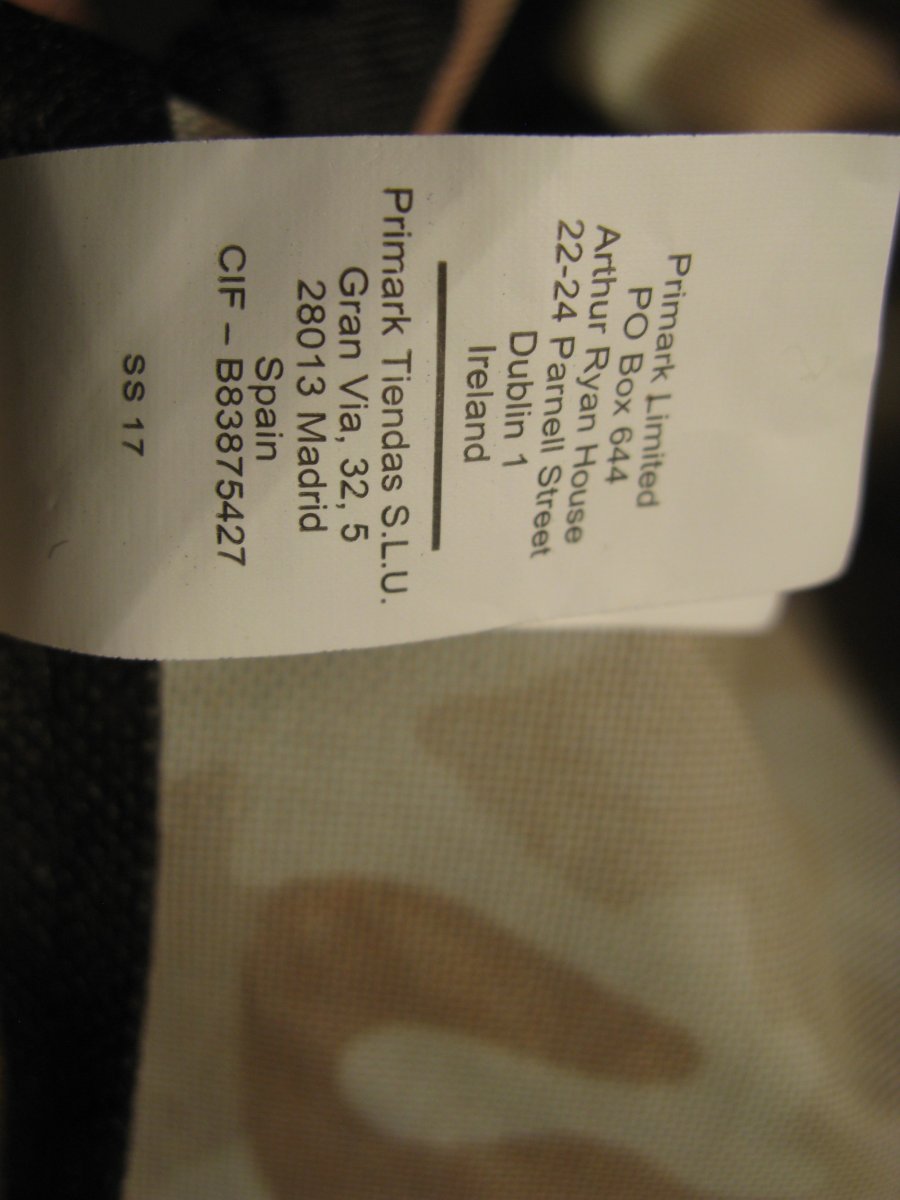 Primark Limited
PO Box 644
Arthur Ryan House
22-24 Parnell Street
Dublin 1
Ireland
Primark Tiendas S.L.U.
Gran Via, 32, 5
28013 Madrid
Spain
CIF – B83875427
SS 17